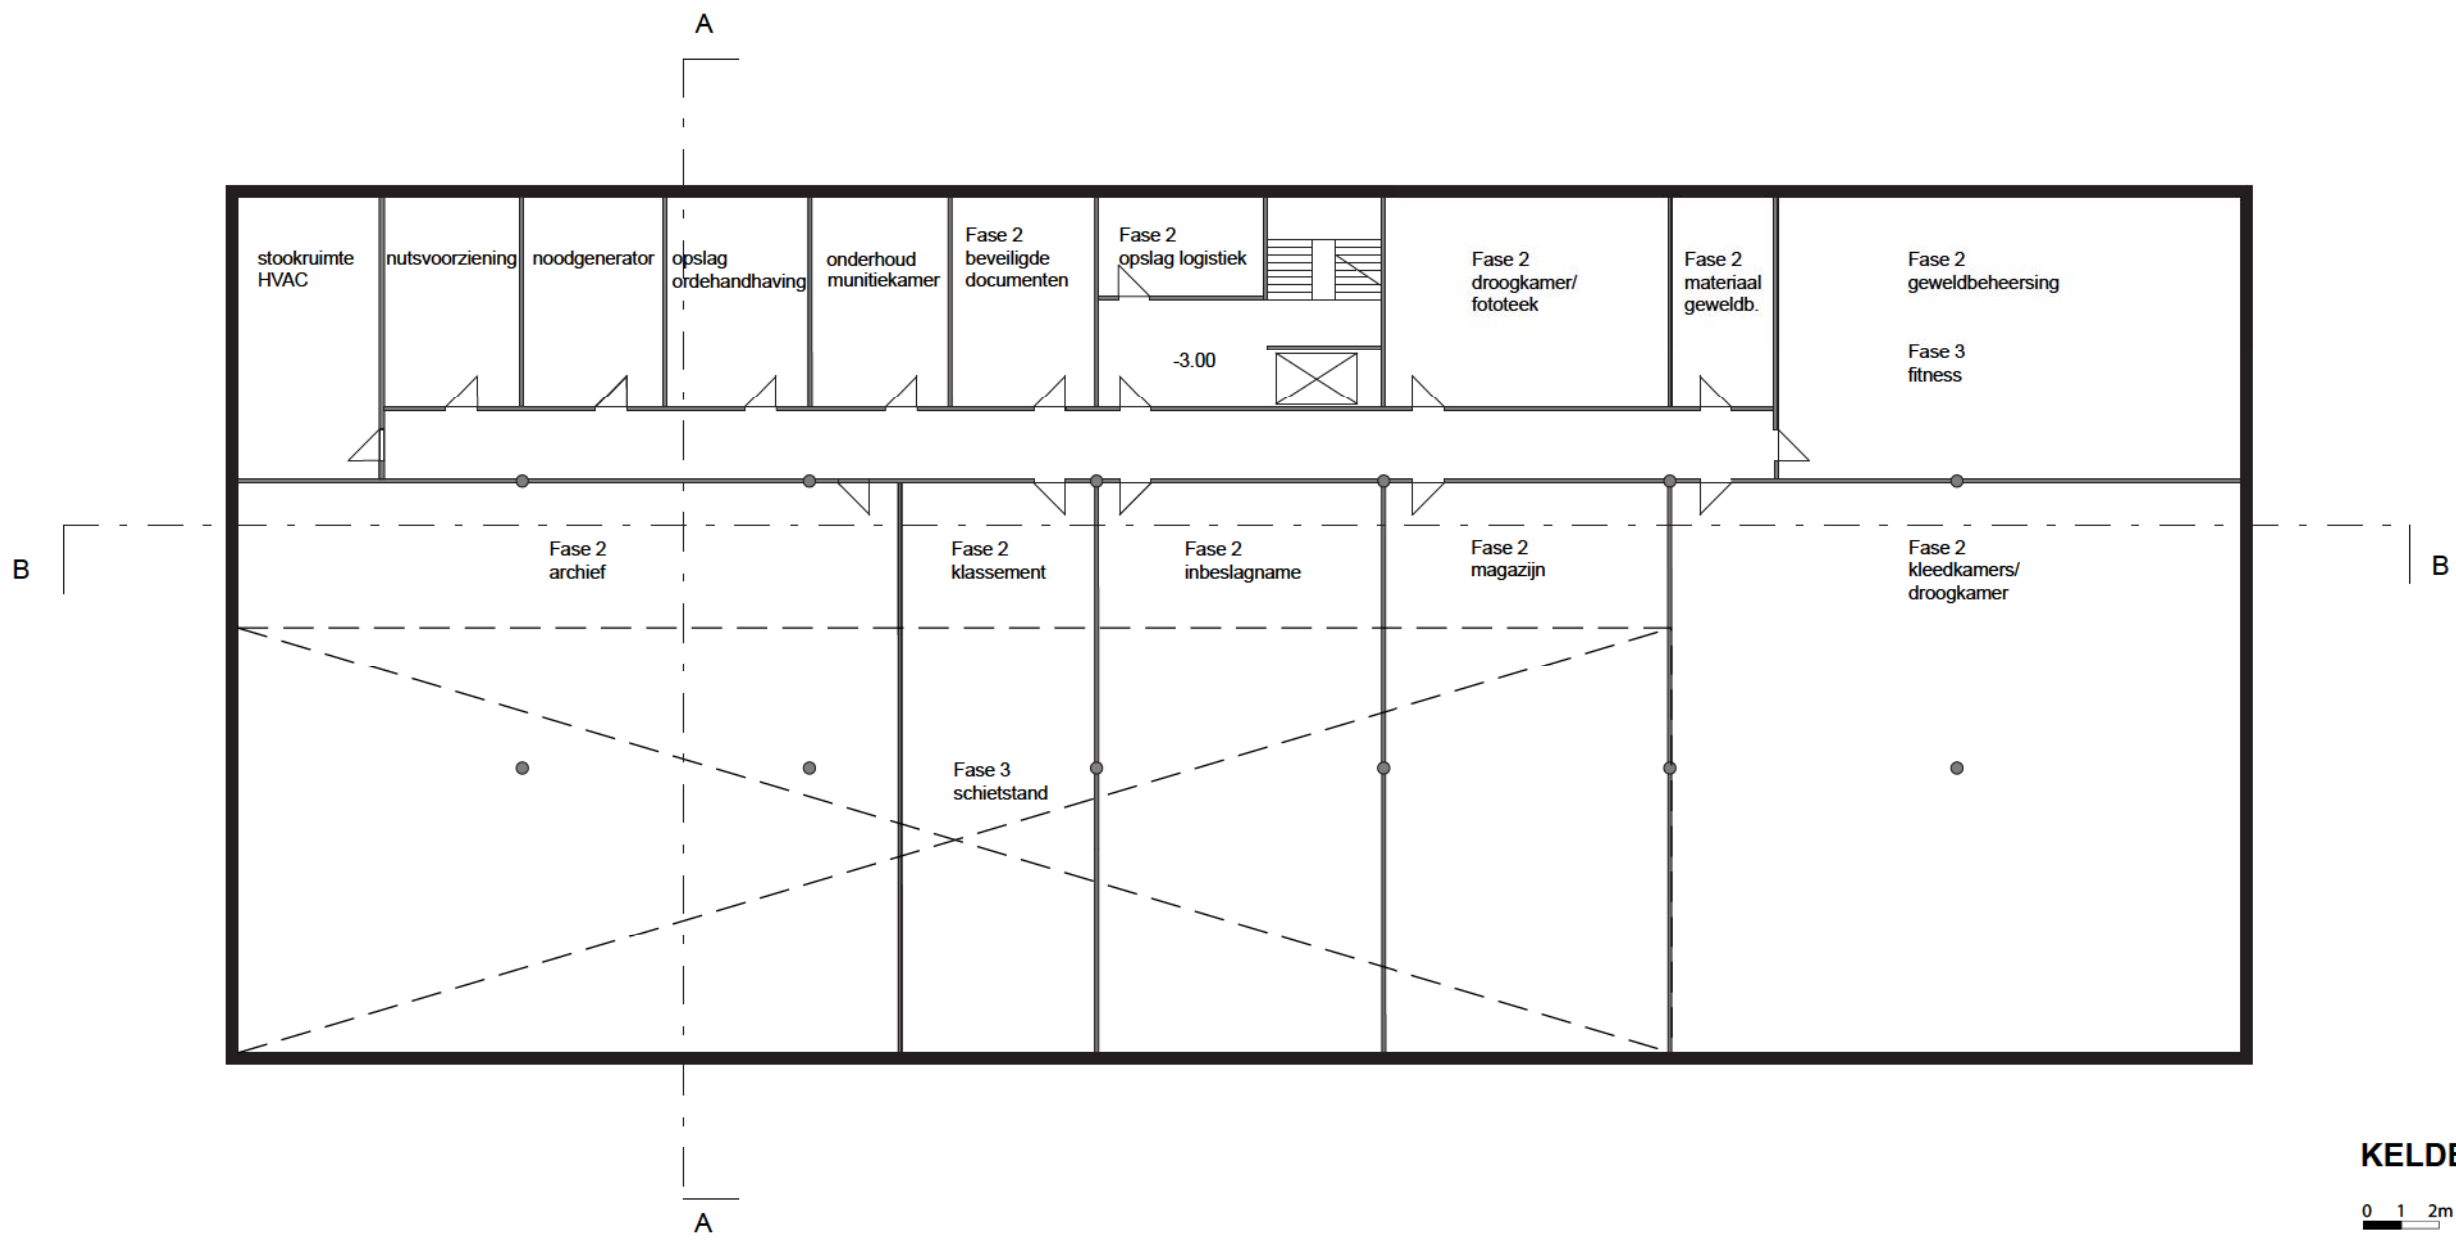 A
stookruimte
HVAC
nutsvoorziening
noodgenerator
opslag
ordehandhaving
onderhoud
munitiekamer
Fase 2
beveiligde
documenten
Fase 2
opslag logistiek
-3.00
Fase 2
droogkamer/
fototeek
Fase 2
materiaal
geweldb.
Fase 2
geweldbeheersing
Fase 3
fitness
B
B
Fase 2
archief
Fase 2
klassement
Fase 2
inbeslagname
Fase 2
magazijn
Fase 2
kleedkamers/
droogkamer
Fase 3
schietstand
A
KELDE
0 1 2m